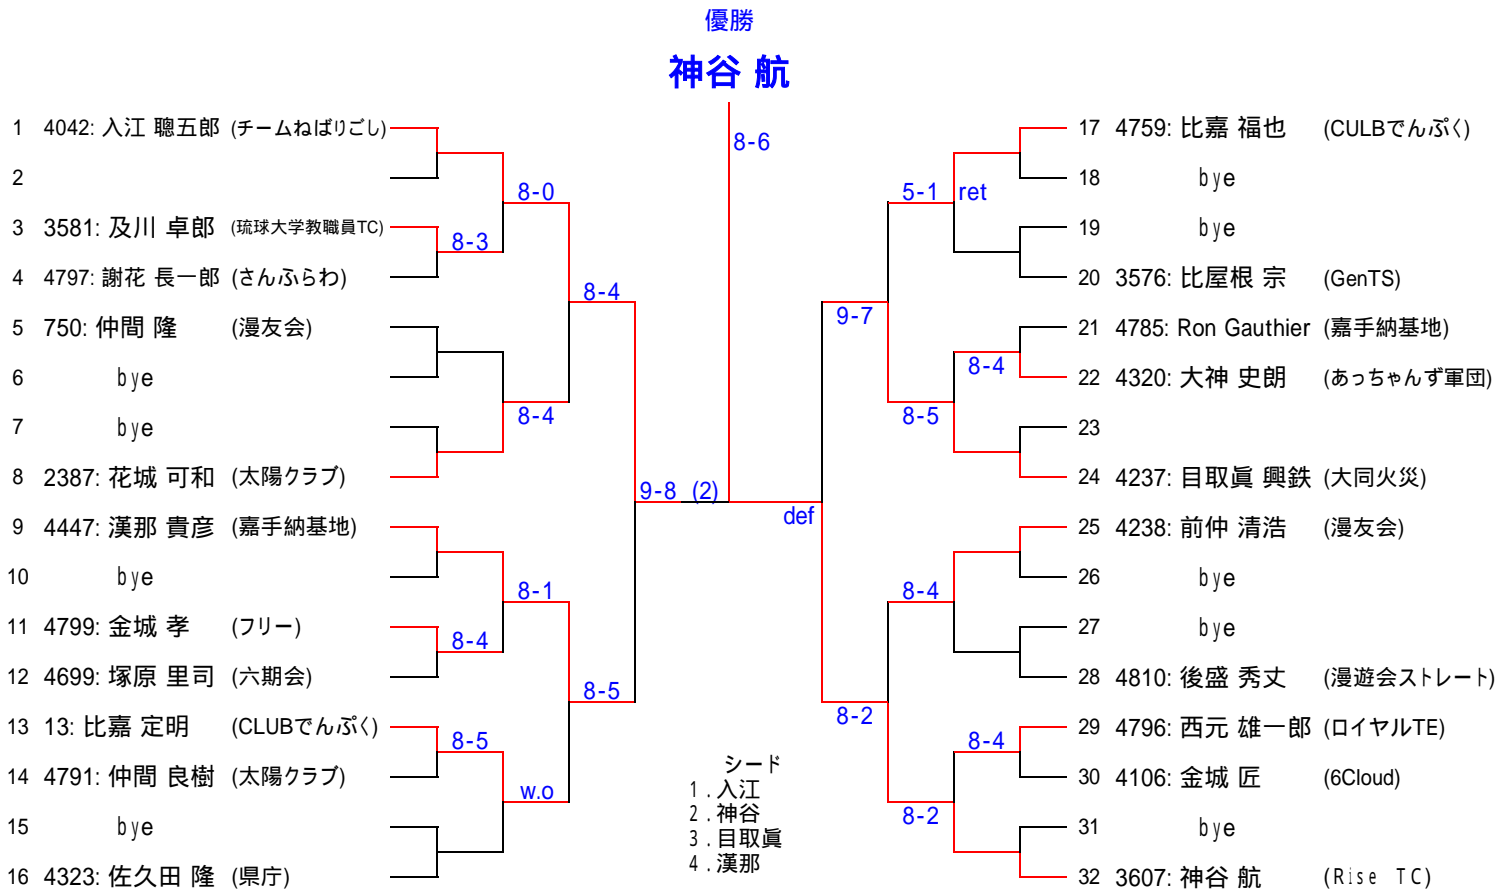 優勝
神谷 航
8-6
1 4042: 入江 聰五郎 (チームねばりごし)
2
8-0
3 3581: 及川 卓郎 (琉球大学教職員TC)
8-3
4 4797: 謝花 長一郎 (さんふらわ)
8-4
5 750: 仲間 隆 (漫友会)
6 bye
8-4
7 bye
8 2387: 花城 可和 (太陽クラブ)
9-8 (2)
9 4447: 漢那 貴彦 (嘉手納基地)
10 bye
8-1
11 4799: 金城 孝 (フリー)
8-4
12 4699: 塚原 里司 (六期会)
8-5
13 13: 比嘉 定明 (CLUBでんぷく)
8-5
14 4791: 仲間 良樹 (太陽クラブ)
w.o
15 bye
16 4323: 佐久田 隆 (県庁)
17 4759: 比嘉 福也 (CULBでんぷく)
18 bye
5-1 ret
19 bye
20 3576: 比屋根 宗 (GenTS)
9-7
21 4785: Ron Gauthier (嘉手納基地)
8-4
22 4320: 大神 史朗 (あっちゃんず軍団)
8-5
23
24 4237: 目取眞 興鉄 (大同火災)
def
25 4238: 前仲 清浩 (漫友会)
26 bye
8-4
27 bye
28 4810: 後盛 秀丈 (漫遊会ストレート)
8-2
29 4796: 西元 雄一郎 (ロイヤルTE)
8-4
30 4106: 金城 匠 (6Cloud)
8-2
31 bye
32 3607: 神谷 航 (Rise TC)
シード
1.入江
2.神谷
3.目取眞
4.漢那